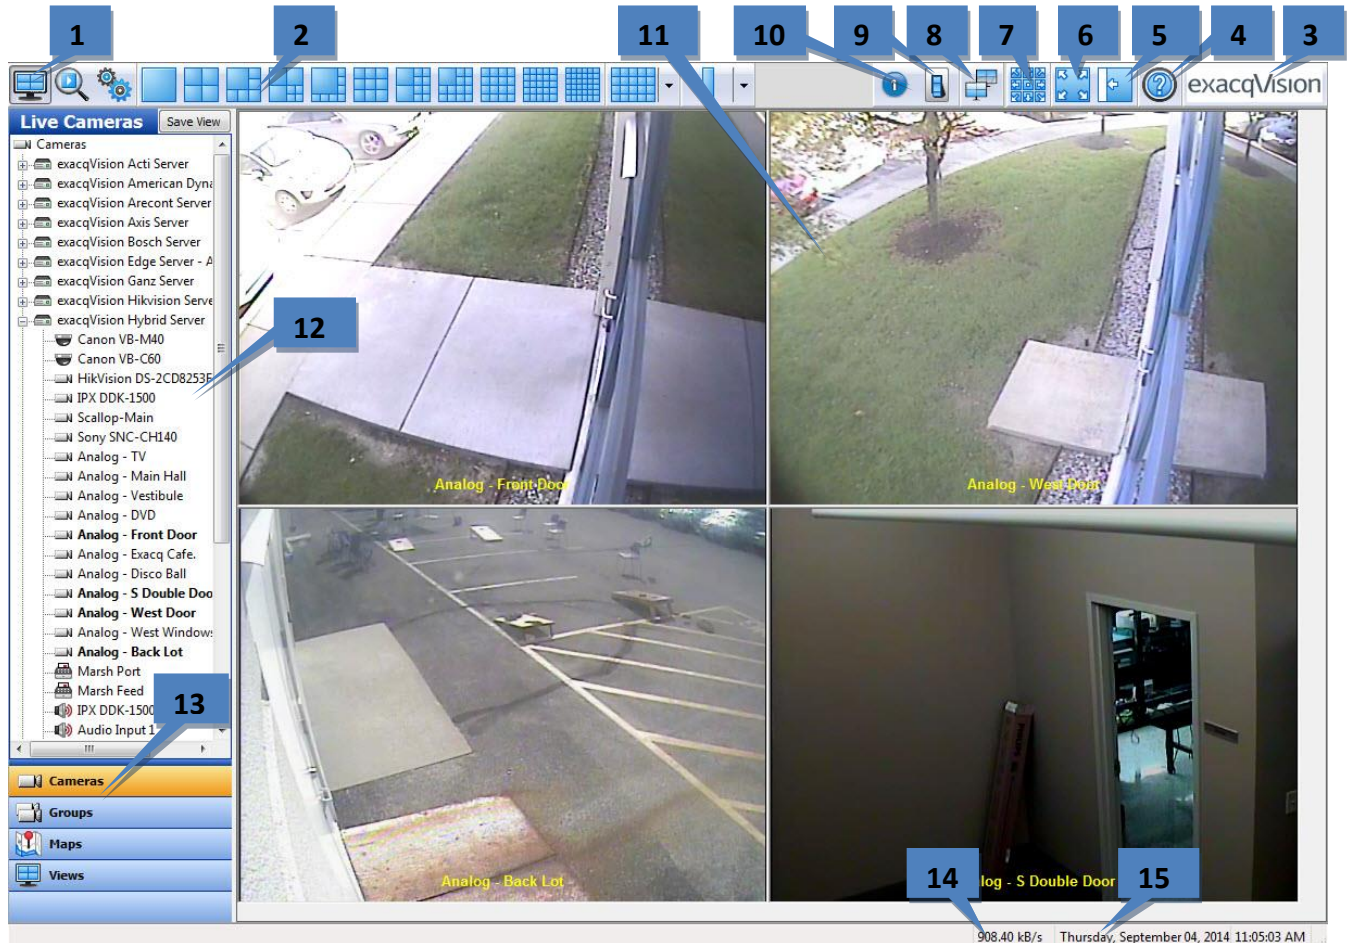 1
2
11
10
9
8
7
6
5
4
3
exacqVision
Live Cameras
Save View
Cameras
exacqVision Acti Server
exacqVision American Dyna
exacqVision Arecont Server
exacqVision Axis Server
exacqVision Bosch Server
exacqVision Edge Server - A
exacqVision Ganz Server
exacqVision Hikvision Serve
exacqVision Hybrid Server
12
Canon VB-M40
Canon VB-C60
HikVision DS-2CD8253F
IPX DDK-1500
Scallop-Main
Sony SNC-CH140
Analog - TV
Analog - Main Hall
Analog - Vestibule
Analog - DVD
Analog - Front Door
Analog - Exacq Cafe.
Analog - Disco Ball
Analog - S Double Doo
Analog - West Door
Analog - West Window
Analog - Back Lot
Marsh Port
Marsh Feed
IPX DDK-1500
Audio Input 1
13
Cameras
Groups
Maps
Views
Analog - Front Door
Analog - West Door
Analog - Back Lot
log - S Double Door
14
15
908.40 kB/s
Thursday, September 04, 2014 11:05:03 AM